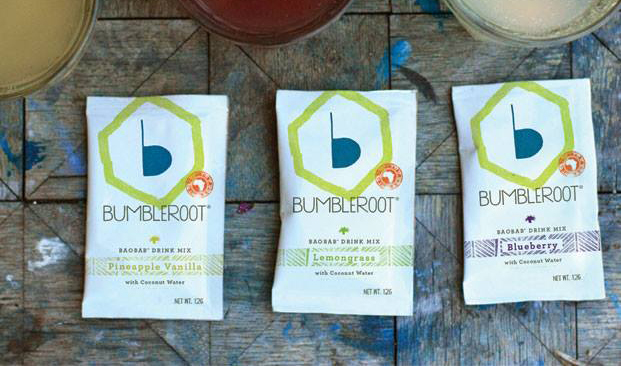 b
BUMBLEROOT®
BAOBAB+ DRINK MIX
Pineapple Vanilla
with Coconut Water
NET WT. 12G
b
BUMBLEROOT®
BAOBAB+ DRINK MIX
Lemongrass
with Coconut Water
NET WT. 12G
b
BUMBLEROOT®
BAOBAB+ DRINK MIX
Blueberry
with Coconut Water
NET WT. 12G